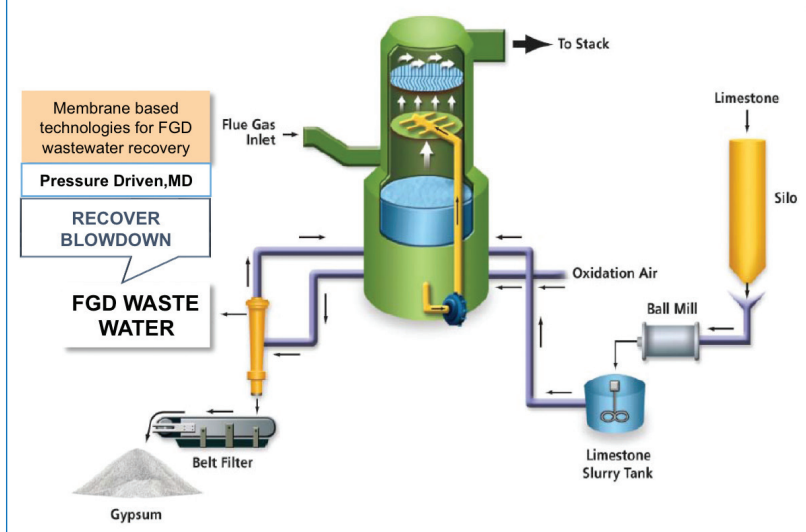 To Stack
Limestone
Membrane based
technologies for FGD
wastewater recovery
Flue Gas
Inlet
Pressure Driven,MD
Silo
RECOVER
BLOWDOWN
Oxidation Air
FGD WASTE
WATER
Ball Mill
Belt Filter
Limestone
Slurry Tank
Gypsum